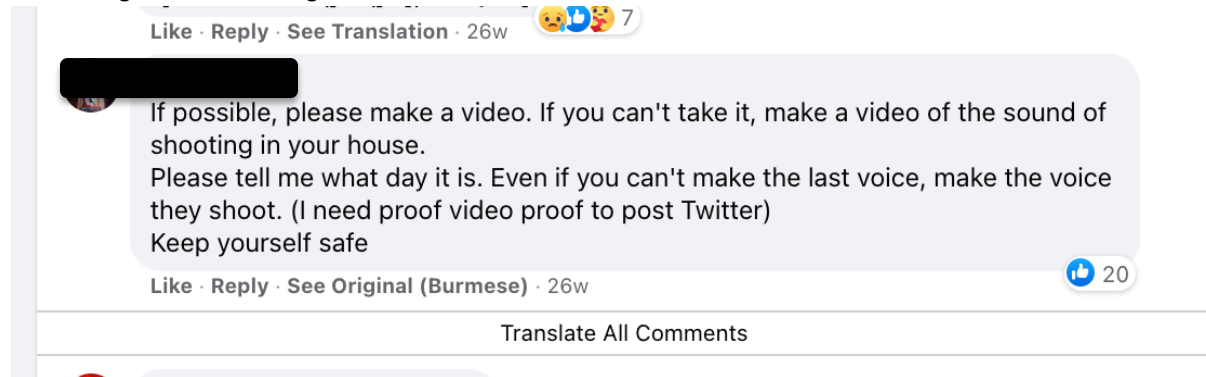 Like · Reply · See Translation · 26w
7
If possible, please make a video. If you can't take it, make a video of the sound of
shooting in your house.
Please tell me what day it is. Even if you can't make the last voice, make the voice
they shoot. (I need proof video proof to post Twitter)
Keep yourself safe
20
Like · Reply · See Original (Burmese) · 26w
Translate All Comments